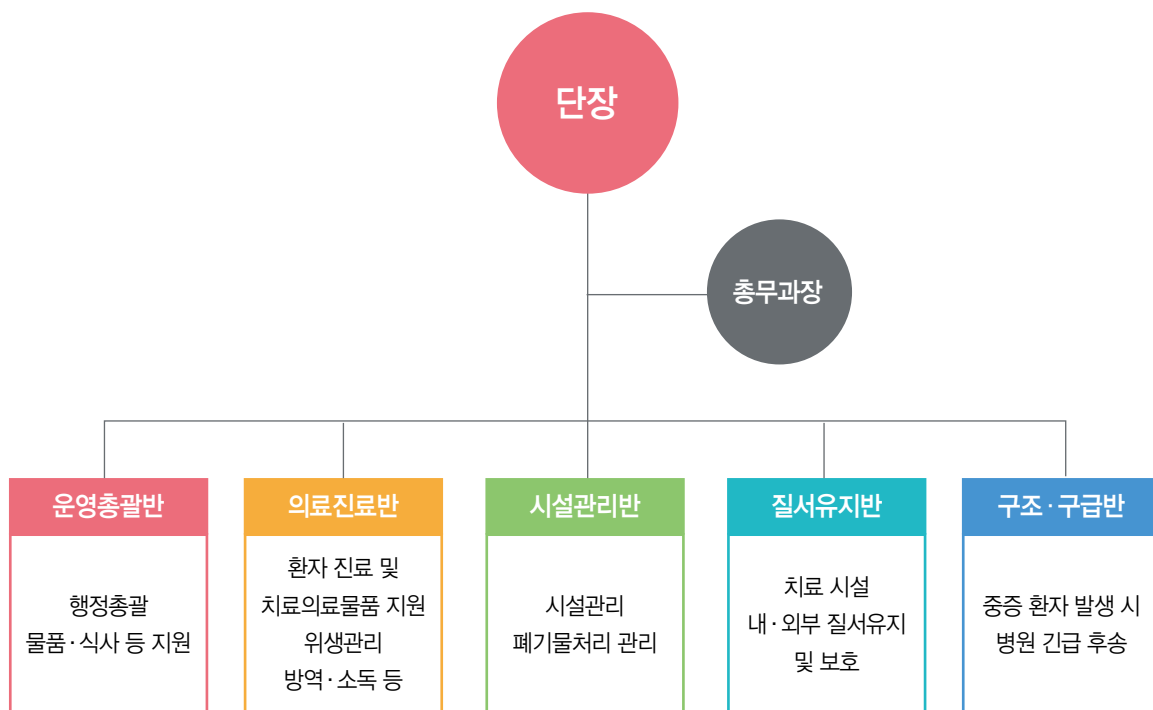 단장
총무과장
운영총괄반
행정총괄
물품·식사 등 지원
의료진료반
환자 진료 및
치료의료물품 지원
위생관리
방역·소독 등
시설관리반
시설관리
폐기물처리 관리
질서유지반
치료 시설
내·외부 질서유지
및 보호
구조·구급반
중증 환자 발생 시
병원 긴급 후송